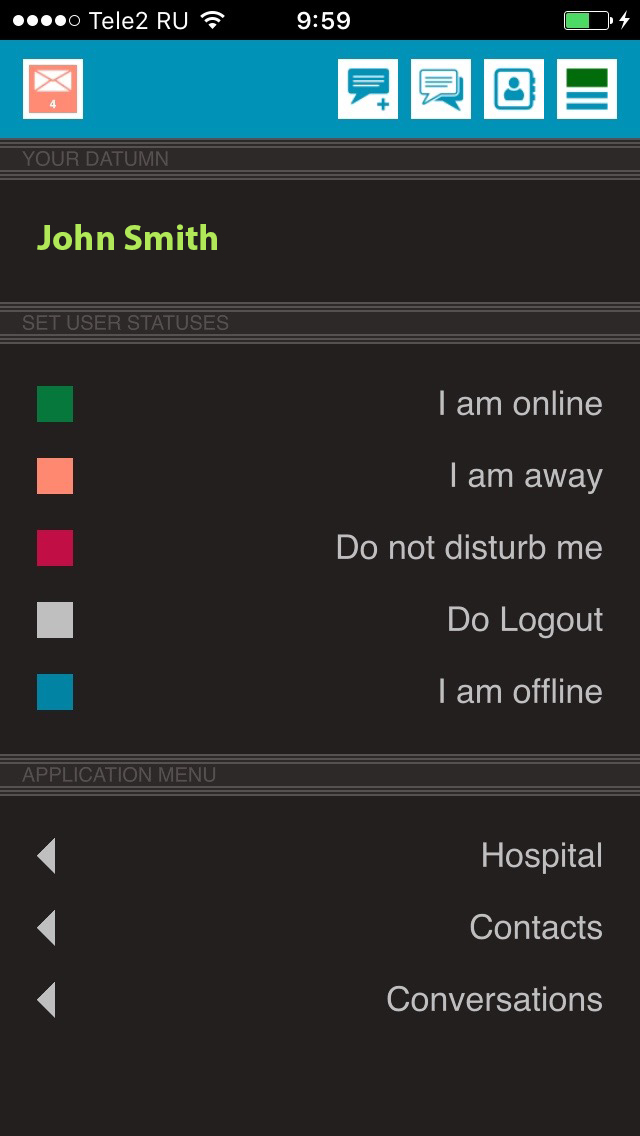 Tele2 RU 9:59
4
YOUR DATUMN
John Smith
SET USER STATUSES
I am online
I am away
Do not disturb me
Do Logout
I am offline
APPLICATION MENU
Hospital
Contacts
Conversations